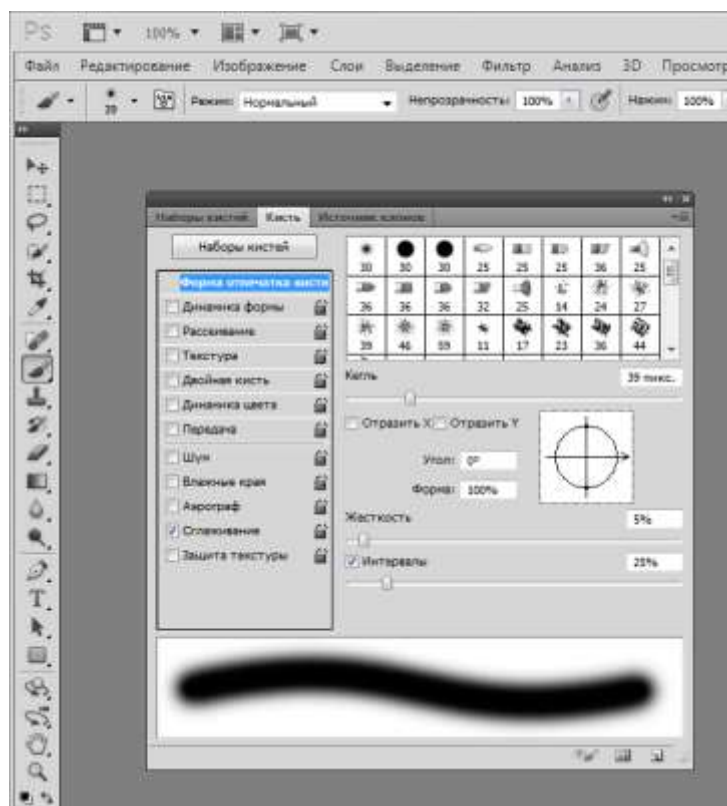 Ps 100%
Файл Редактирование Изображение Слои Выделение Фильтр Анализ 3D Просмотр
39 Режим: Нормальный Непрозрачность: 100% Нажим: 100%
Наборы кистей Кисть Источник клонов
Наборы кистей
30 30 30 25 25 25 36 25
Форма отпечатка кисти
36 36 36 32 25 14 24 27
Динамика формы
39 46 59 11 17 23 36 44
Рассеивание
Текстура
Кегль 39 пикс.
Двойная кисть
Динамика цвета
Отразить X Отразить Y
Передача
Угол: 0°
Шум
Форма: 100%
Влажные края
Аэрограф
Жесткость 5%
Сглаживание
Защита текстуры
Интервалы 25%
T